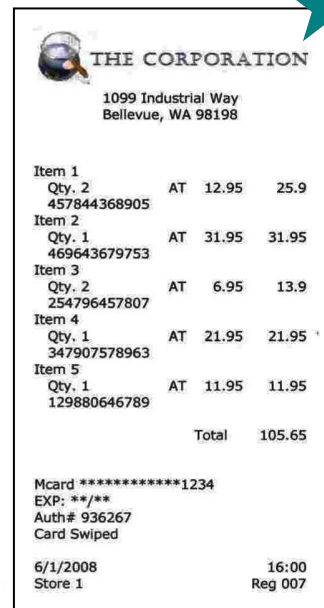 THE CORPORATION
1099 Industrial Way
Bellevue, WA 98198
Item 1
Qty. 2 AT 12.95 25.9
457844368905
Item 2
Qty. 1 AT 31.95 31.95
469643679753
Item 3
Qty. 2 AT 6.95 13.9
254796457807
Item 4
Qty. 1 AT 21.95 21.95
347907578963
Item 5
Qty. 1 AT 11.95 11.95
129880646789
Total 105.65
Mcard ************1234
EXP: **/**
Auth# 936267
Card Swiped
6/1/2008 16:00
Store 1 Reg 007